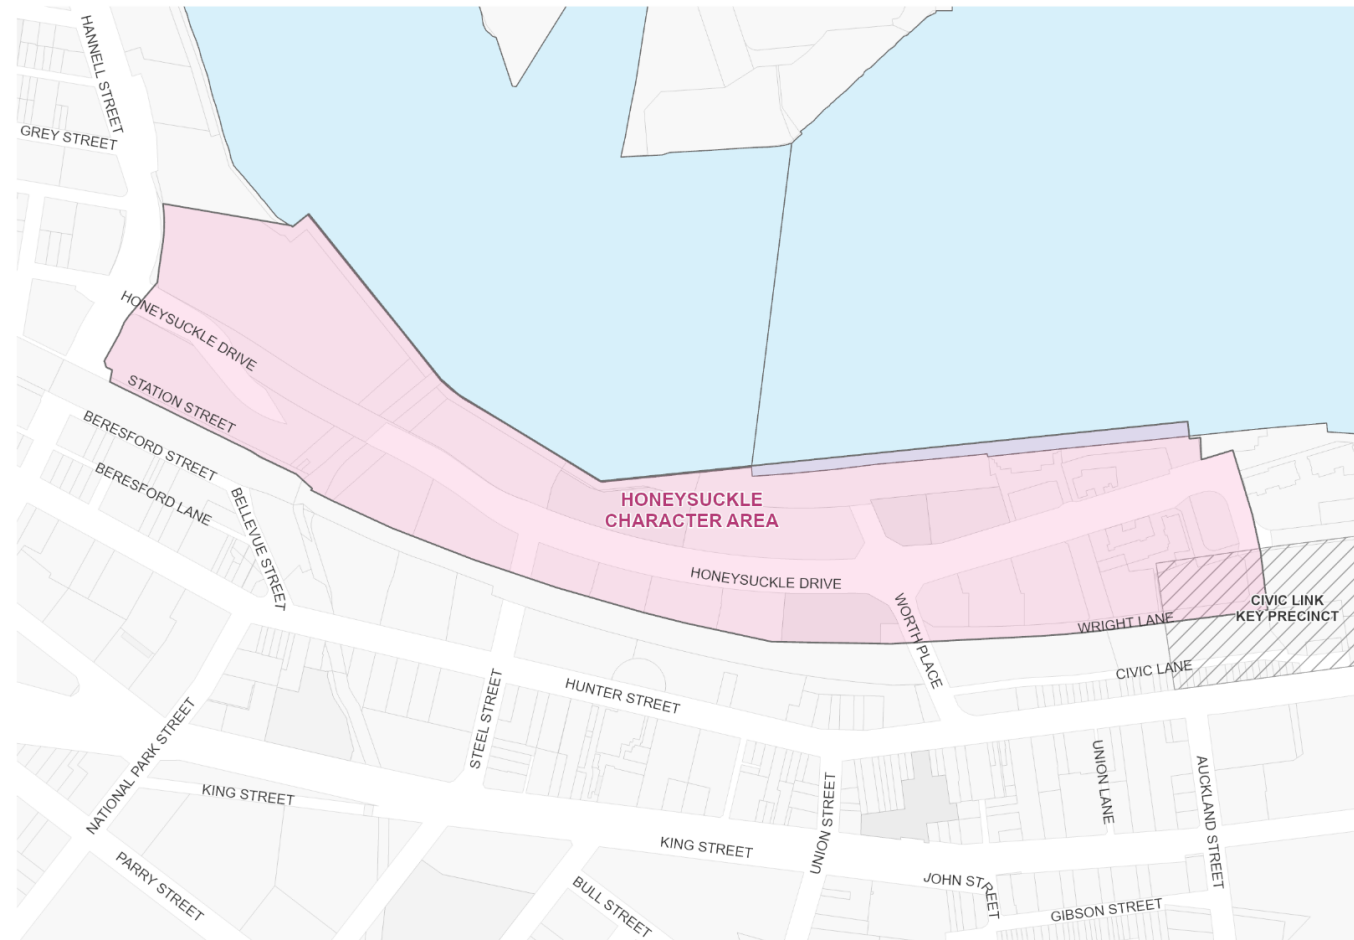 HANNELL STREET
GREY STREET
HONEYSUCKLE DRIVE
STATION STREET
BERESFORD STREET
BERESFORD LANE
BELLEVUE STREET
HONEYSUCKLE
CHARACTER AREA
HONEYSUCKLE DRIVE
WORTH PLACE
WRIGHT LANE
CIVIC LINK
KEY PRECINCT
CIVIC LANE
HUNTER STREET
STEEL STREET
NATIONAL PARK STREET
KING STREET
UNION STREET
UNION LANE
AUCKLAND STREET
KING STREET
PARRY STREET
BULL STREET
JOHN STREET
GIBSON STREET